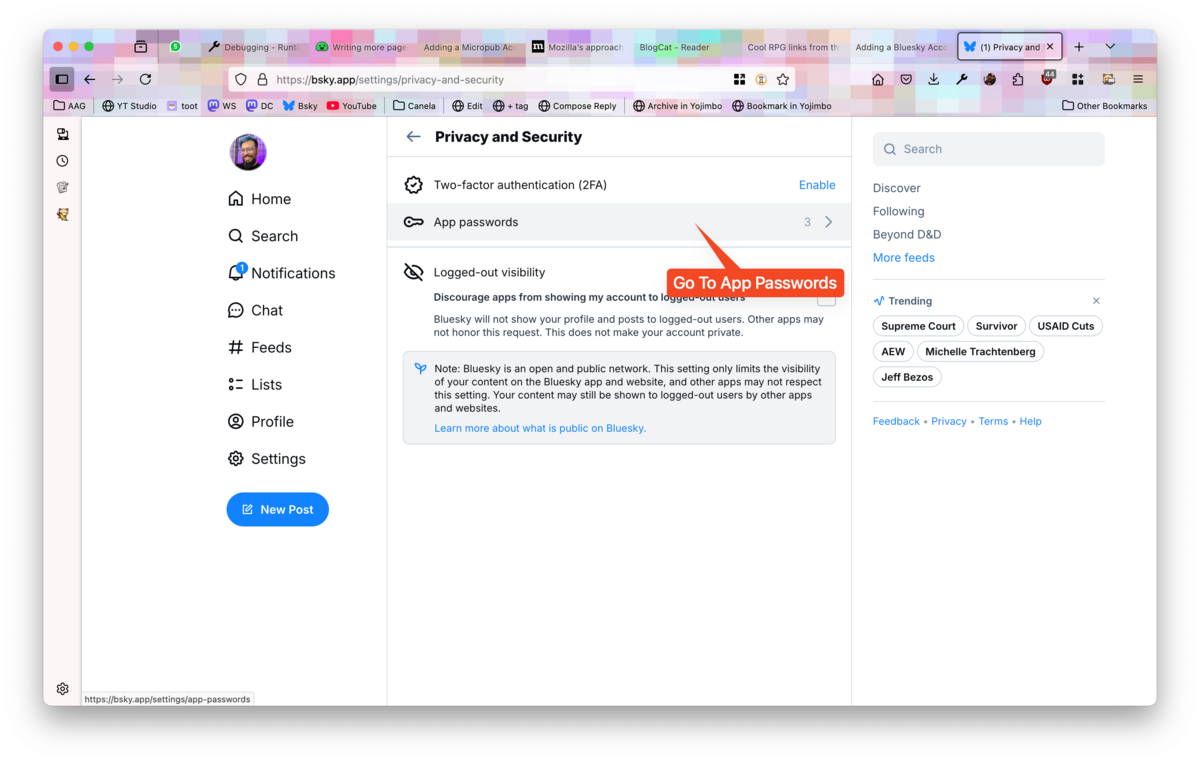 Debugging - Runti
Writing more page
Adding a Micropub Ac
Mozilla's approach
BlogCat - Reader
Cool RPG links from th
Adding a Bluesky Acco
(1) Privacy and
https://bsky.app/settings/privacy-and-security
44
AAG
YT Studio
toot
WS
DC
Bsky
YouTube
Canela
Edit
+ tag
Compose Reply
Archive in Yojimbo
Bookmark in Yojimbo
Other Bookmarks
Home
Search
1
Notifications
Chat
Feeds
Lists
Profile
Settings
New Post
Privacy and Security
Two-factor authentication (2FA)
Enable
App passwords
3
Go To App Passwords
Logged-out visibility
Discourage apps from showing my account to logged-out users
Bluesky will not show your profile and posts to logged-out users. Other apps may
not honor this request. This does not make your account private.
Note: Bluesky is an open and public network. This setting only limits the visibility
of your content on the Bluesky app and website, and other apps may not respect
this setting. Your content may still be shown to logged-out users by other apps
and websites.
Learn more about what is public on Bluesky.
Search
Discover
Following
Beyond D&D
More feeds
Trending
Supreme Court
Survivor
USAID Cuts
AEW
Michelle Trachtenberg
Jeff Bezos
Feedback • Privacy • Terms • Help
https://bsky.app/settings/app-passwords